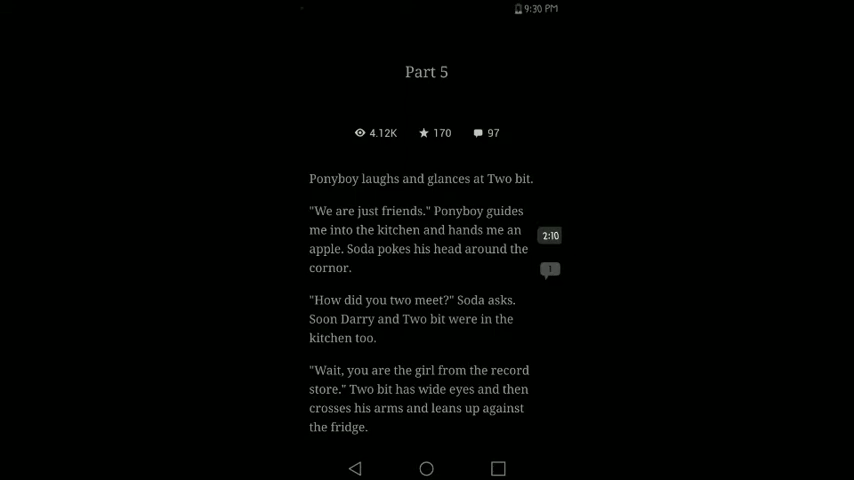 9:30 PM
Part 5
4.12K 170 97
Ponyboy laughs and glances at Two bit.
"We are just friends." Ponyboy guides
me into the kitchen and hands me an
apple. Soda pokes his head around the
cornor.
2:10
1
"How did you two meet?" Soda asks.
Soon Darry and Two bit were in the
kitchen too.
"Wait, you are the girl from the record
store." Two bit has wide eyes and then
crosses his arms and leans up against
the fridge.